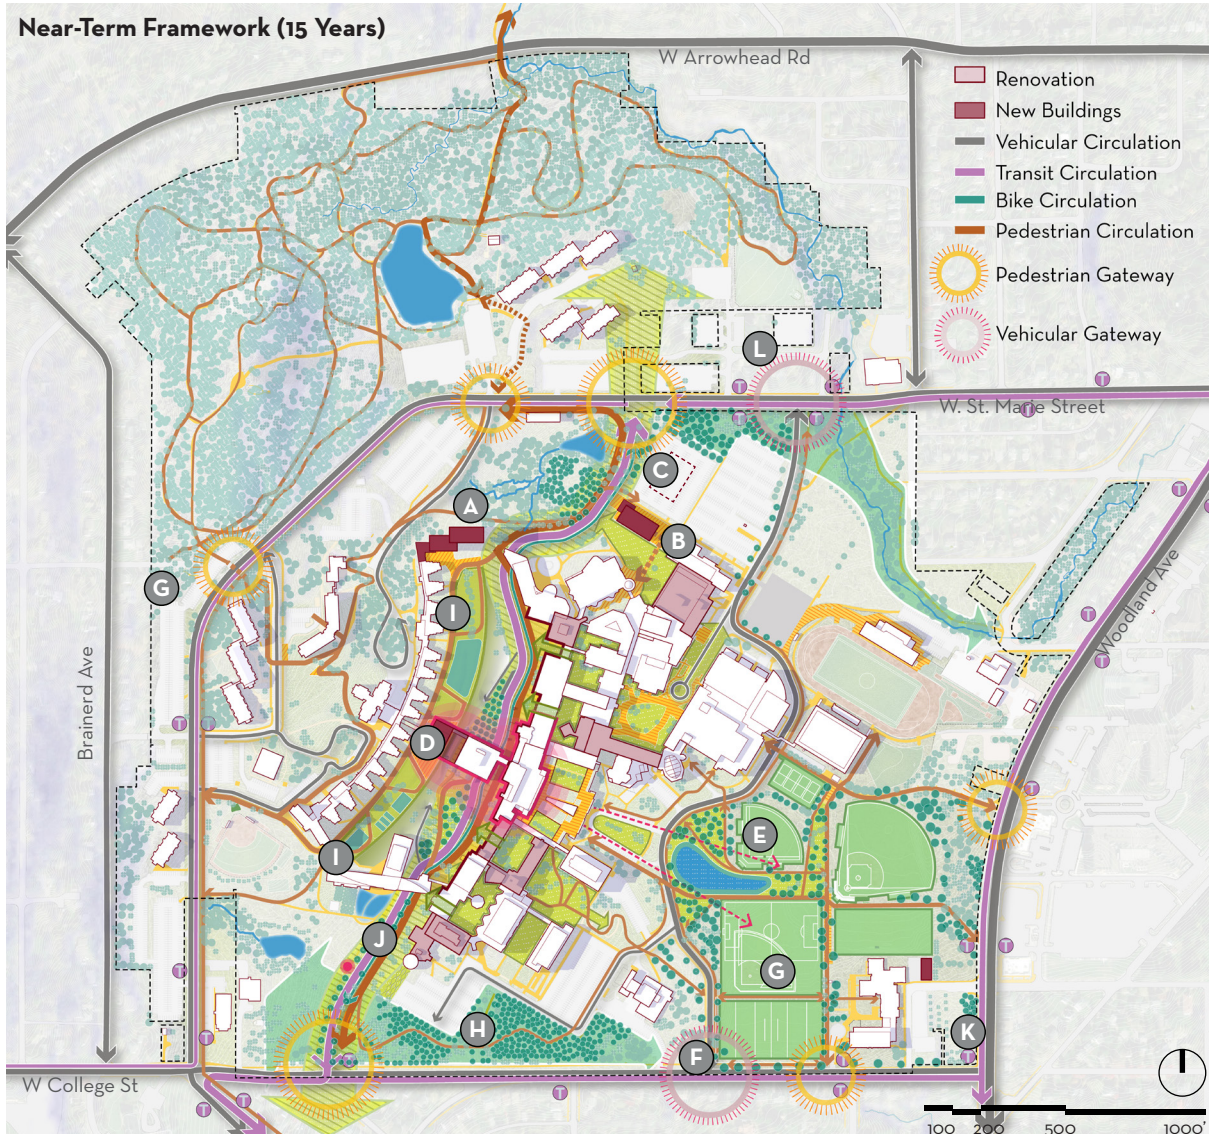 Near-Term Framework (15 Years)
W Arrowhead Rd
Renovation
New Buildings
Vehicular Circulation
Transit Circulation
Bike Circulation
Pedestrian Circulation
Pedestrian Gateway
Vehicular Gateway
L
T
T
T
T
T
T
W. St. Marie Street
C
T
T
A
B
G
I
T
T
Woodland Ave
Brainerd Ave
T
T
D
T
E
I
J
T
T
G
T
H
K
T
F
T
T
T
W College St
T
T
T
T
100 200 500 1000'